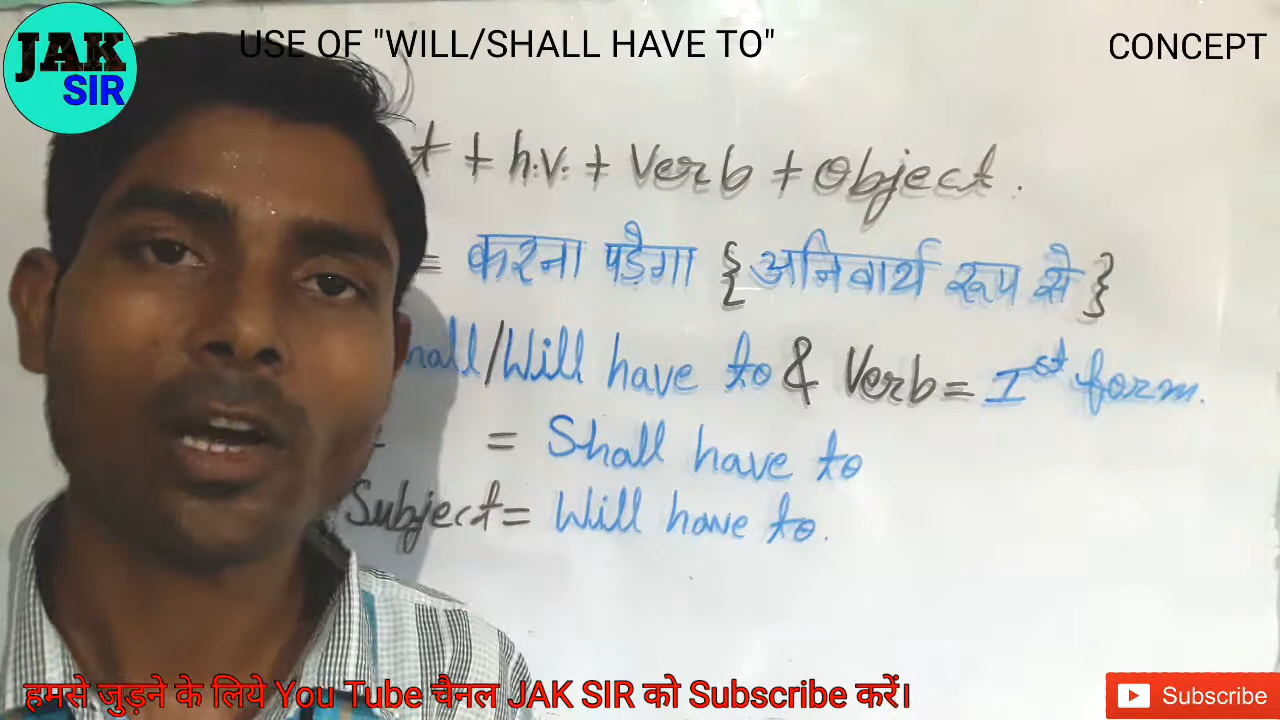 JAK
SIR
USE OF "WILL/SHALL HAVE TO"
CONCEPT
t + h.v. + Verb + Object.
= करना पड़ेगा {अनिवार्य रूप से}
hall/Will have to & Verb = Ist form.
= Shall have to
Subject = Will have to.
हमसे जुड़ने के लिये You Tube चैनल JAK SIR को Subscribe करें।
Subscribe